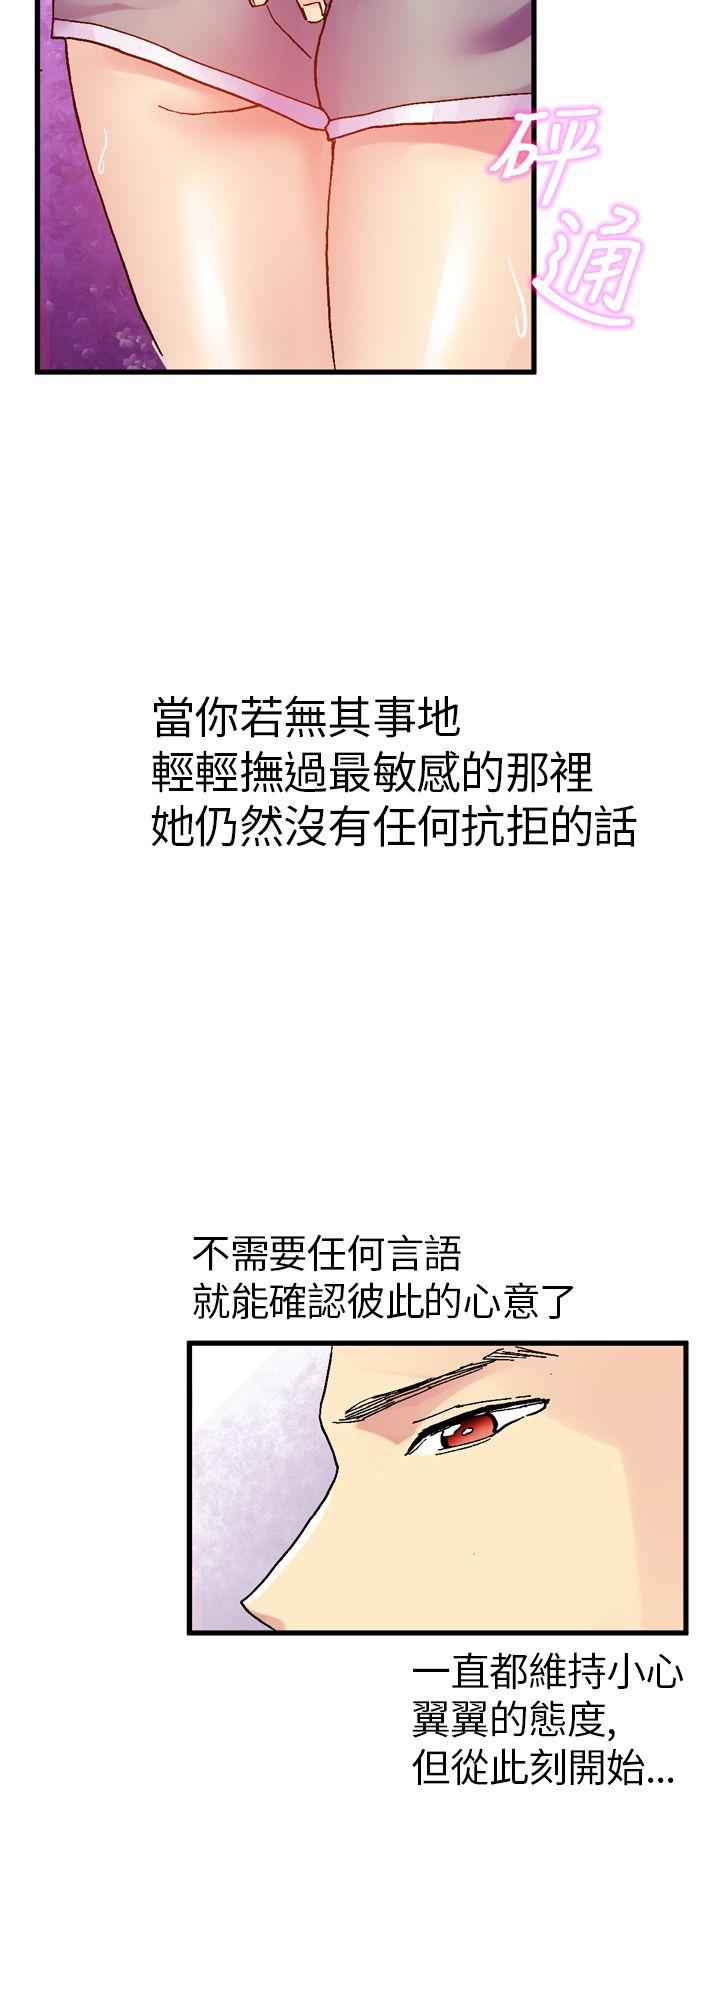 砰
通
當你若無其事地
輕輕撫過最敏感的那裡
她仍然沒有任何抗拒的話
不需要任何言語
就能確認彼此的心意了
一直都維持小心
翼翼的態度,
但從此刻開始...